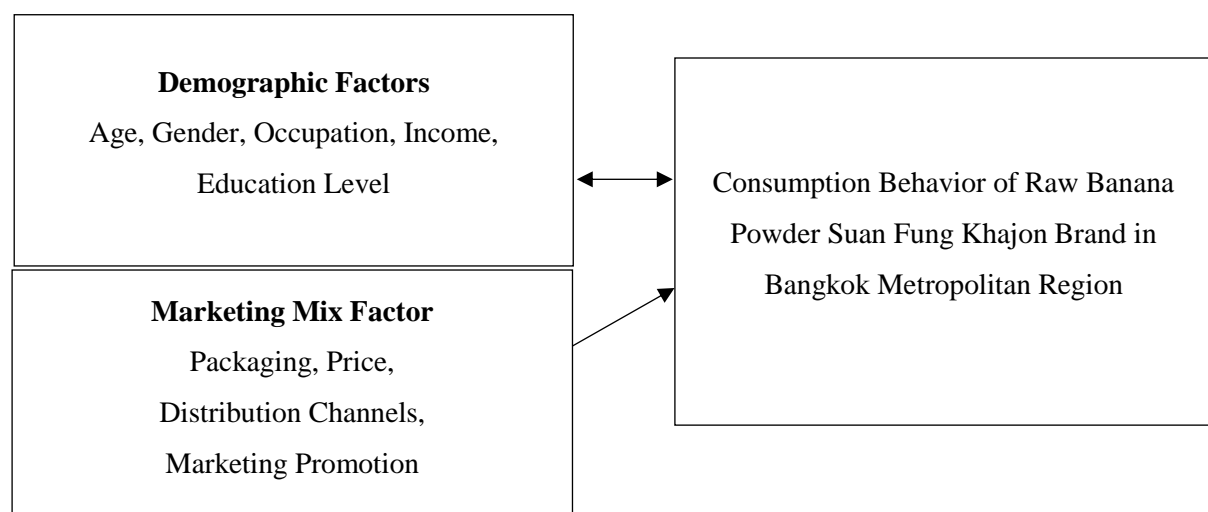 Demographic Factors
Age, Gender, Occupation, Income,
Education Level
Marketing Mix Factor
Packaging, Price,
Distribution Channels,
Marketing Promotion
Consumption Behavior of Raw Banana
Powder Suan Fung Khajon Brand in
Bangkok Metropolitan Region